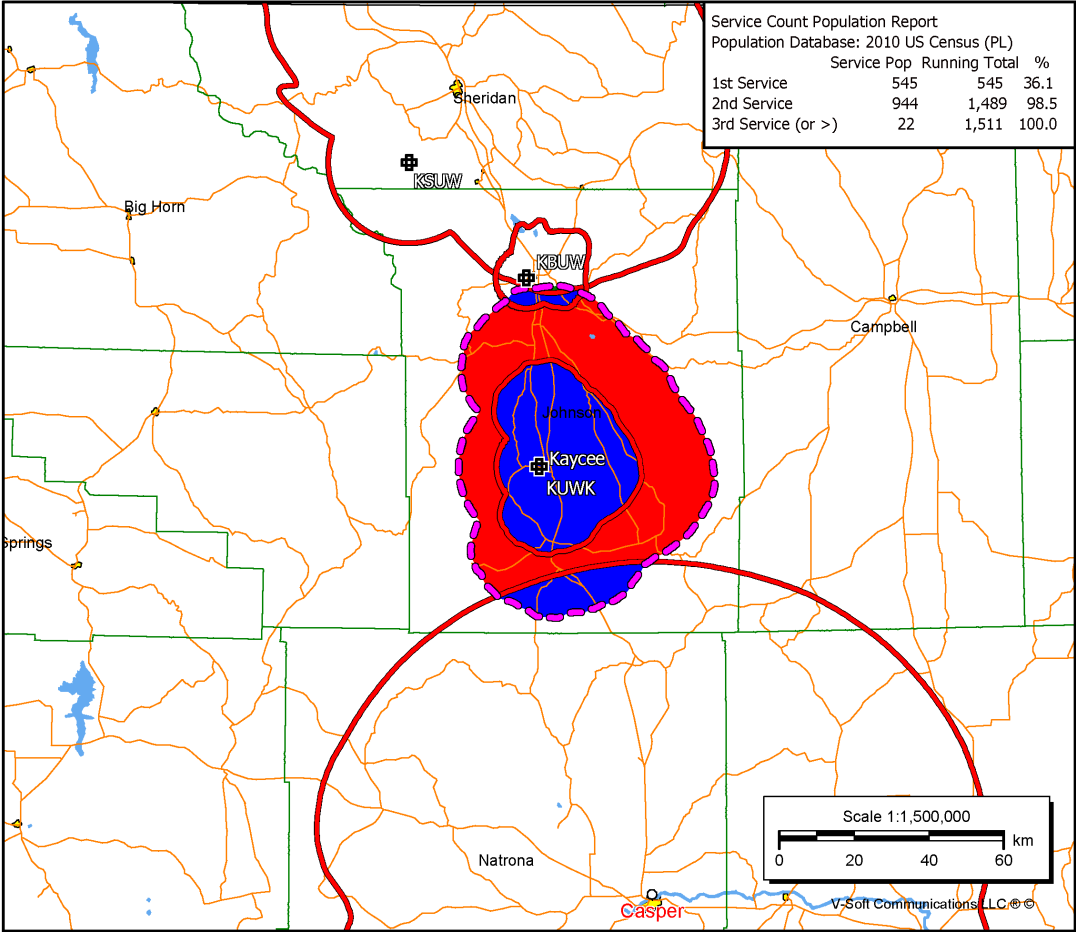 Service Count Population Report
Population Database: 2010 US Census (PL)
Service Pop Running Total %
1st Service 545 545 36.1
2nd Service 944 1,489 98.5
3rd Service (or >) 22 1,511 100.0
Sheridan
KSUW
Big Horn
KBUW
Campbell
Johnson
Kaycee
KUWK
Springs
Scale 1:1,500,000
km
0 20 40 60
Natrona
Casper
V-Soft Communications LLC ® ©